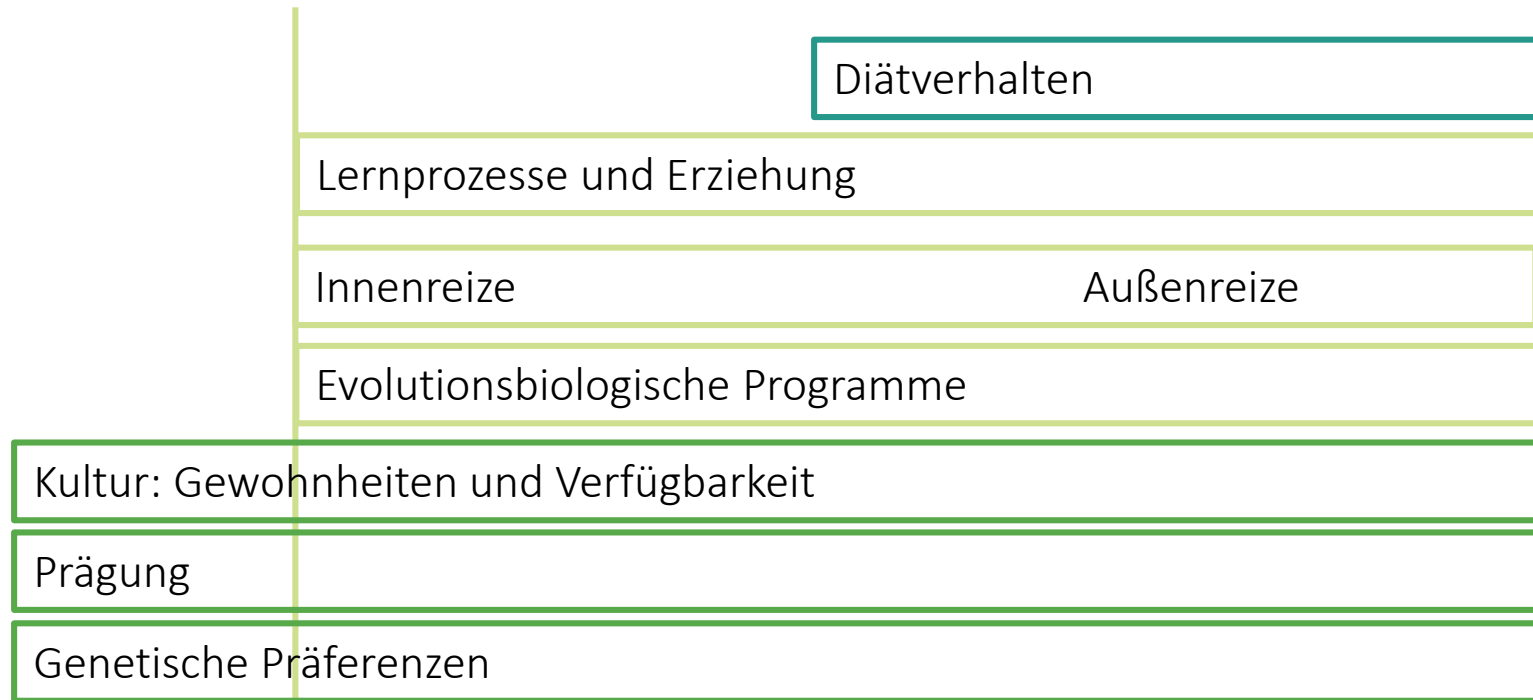 Diätverhalten
Lernprozesse und Erziehung
Innenreize Außenreize
Evolutionsbiologische Programme
Kultur: Gewohnheiten und Verfügbarkeit
Prägung
Genetische Präferenzen